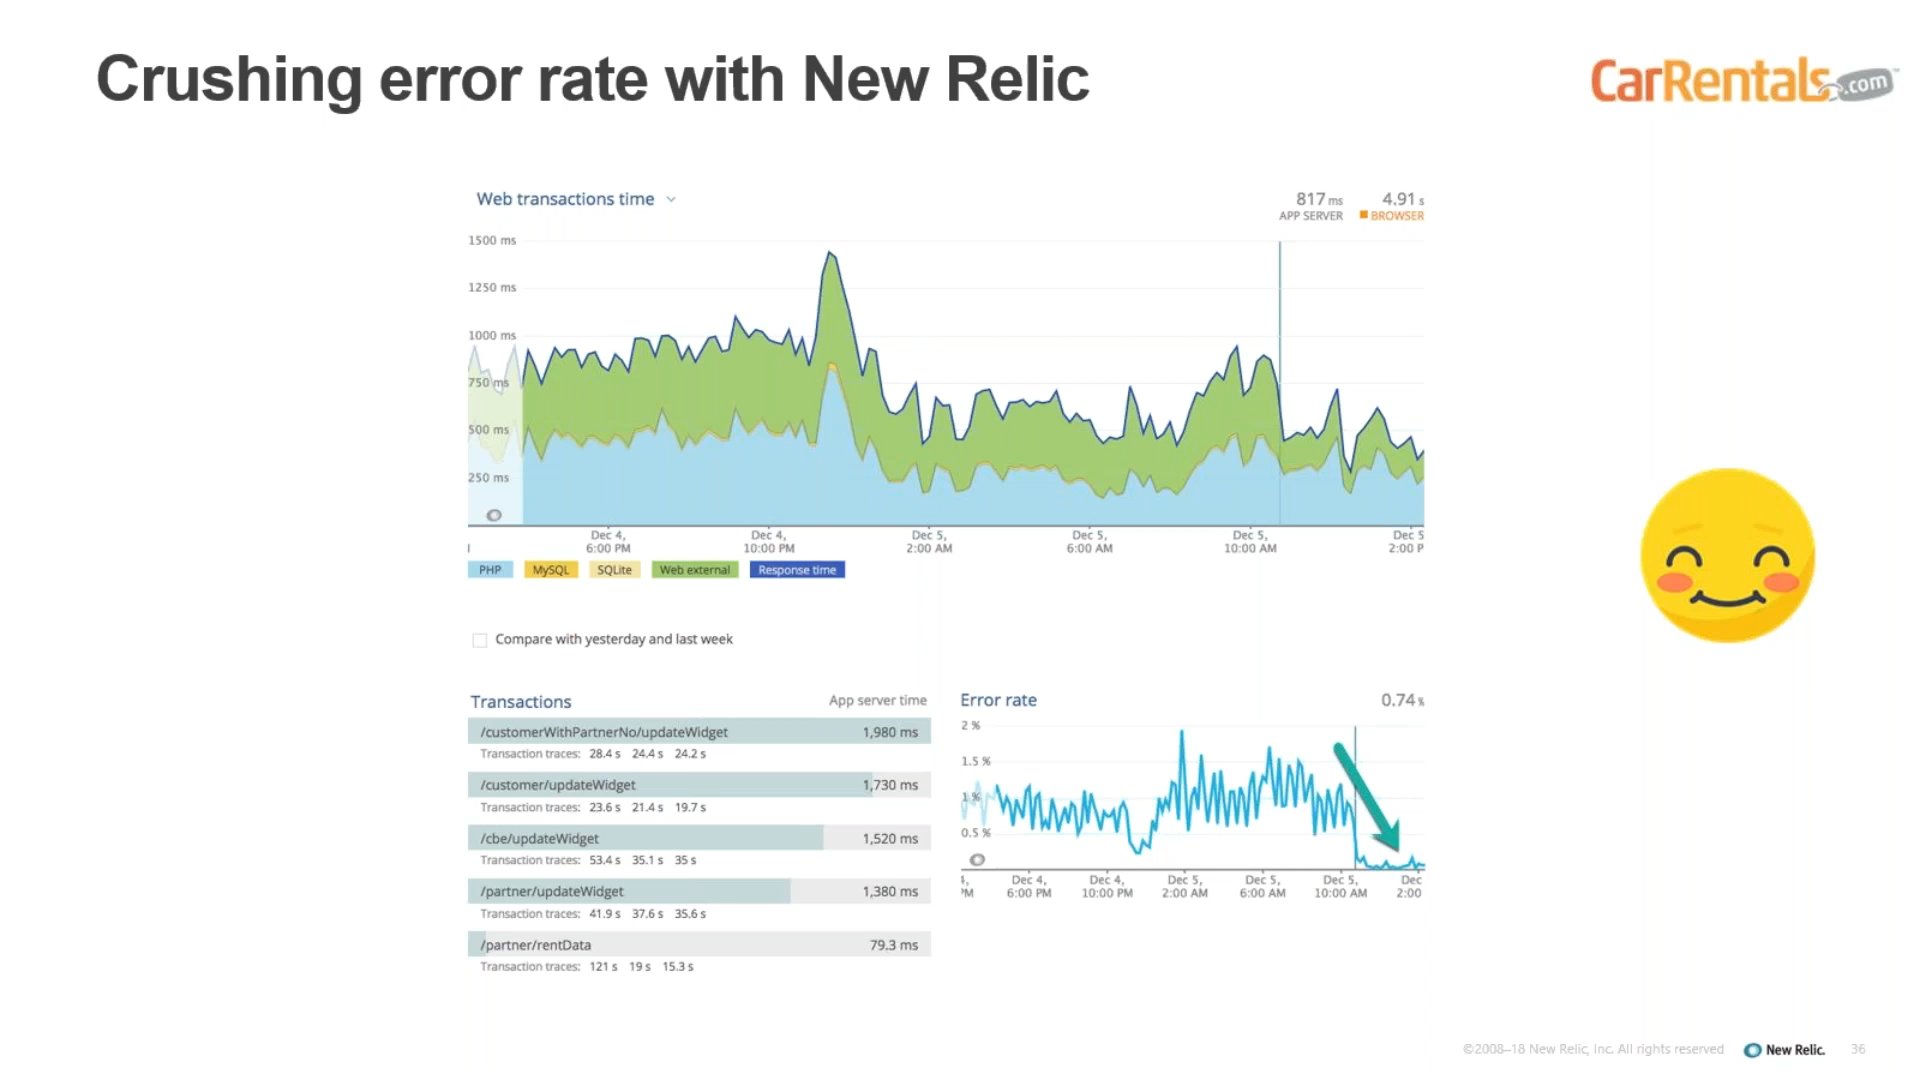 Crushing error rate with New Relic
CarRentals.com™
Web transactions time
817 ms
APP SERVER
4.91 s
BROWSER
1500 ms
1250 ms
1000 ms
750 ms
500 ms
250 ms
Dec 4,
6:00 PM
Dec 4,
10:00 PM
Dec 5,
2:00 AM
Dec 5,
6:00 AM
Dec 5,
10:00 AM
Dec 5
2:00 P
PHP MySQL SQLite Web external Response time
Compare with yesterday and last week
Transactions App server time
/customerWithPartnerNo/updateWidget 1,980 ms
Transaction traces: 28.4 s 24.4 s 24.2 s
/customer/updateWidget 1,730 ms
Transaction traces: 23.6 s 21.4 s 19.7 s
/cbe/updateWidget 1,520 ms
Transaction traces: 53.4 s 35.1 s 35 s
/partner/updateWidget 1,380 ms
Transaction traces: 41.9 s 37.6 s 35.6 s
/partner/rentData 79.3 ms
Transaction traces: 121 s 19 s 15.3 s
Error rate 0.74 %
2 %
1.5 %
1 %
0.5 %
4,
PM
Dec 4,
6:00 PM
Dec 4,
10:00 PM
Dec 5,
2:00 AM
Dec 5,
6:00 AM
Dec 5,
10:00 AM
Dec
2:00
©2008–18 New Relic, Inc. All rights reserved New Relic. 36